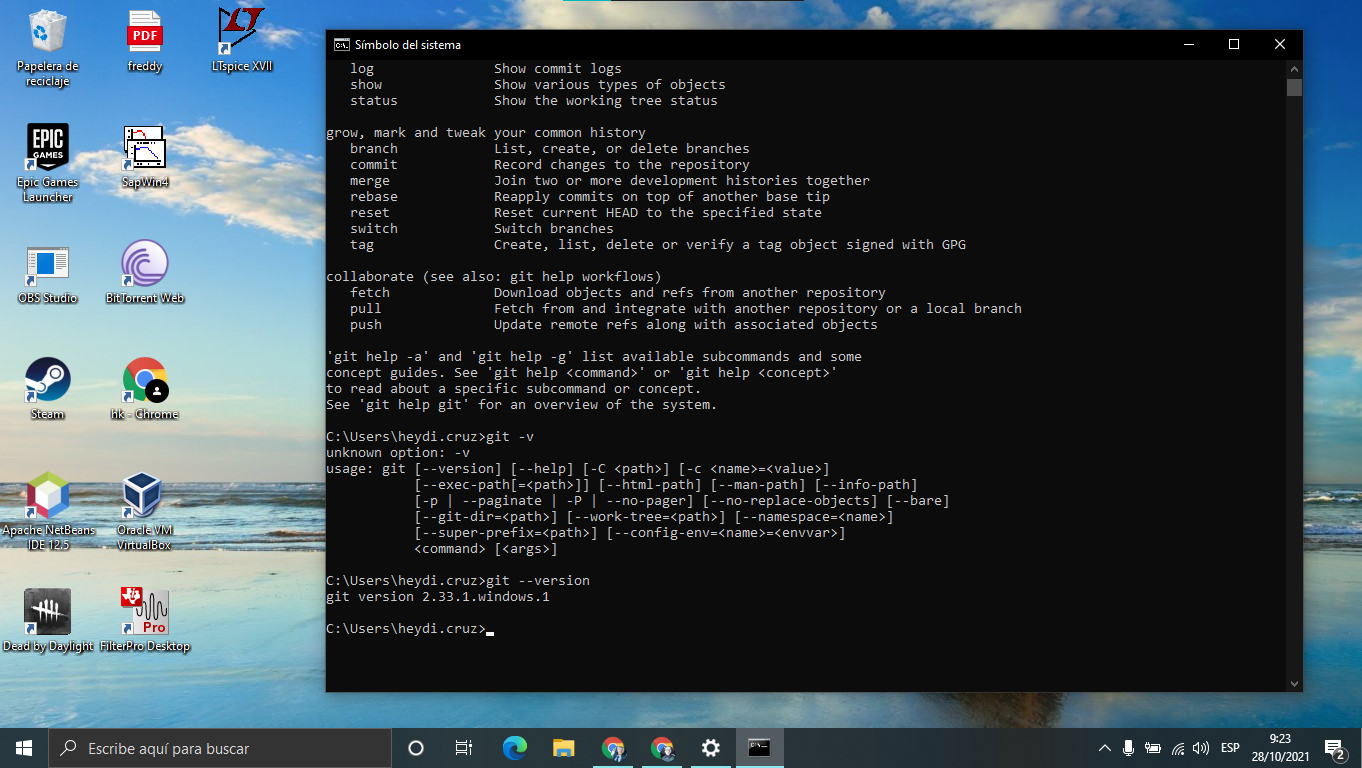 Papelera de
reciclaje
PDF
freddy
LTspice XVII
EPIC
GAMES
Epic Games
Launcher
SapWin4
OBS Studio
BitTorrent Web
Steam
hk - Chrome
Apache NetBeans
IDE 12.5
Oracle VM
VirtualBox
Dead by Daylight
Pro
FilterPro Desktop
Símbolo del sistema
log Show commit logs
show Show various types of objects
status Show the working tree status
grow, mark and tweak your common history
branch List, create, or delete branches
commit Record changes to the repository
merge Join two or more development histories together
rebase Reapply commits on top of another base tip
reset Reset current HEAD to the specified state
switch Switch branches
tag Create, list, delete or verify a tag object signed with GPG
collaborate (see also: git help workflows)
fetch Download objects and refs from another repository
pull Fetch from and integrate with another repository or a local branch
push Update remote refs along with associated objects
'git help -a' and 'git help -g' list available subcommands and some
concept guides. See 'git help <command>' or 'git help <concept>'
to read about a specific subcommand or concept.
See 'git help git' for an overview of the system.
C:\Users\heydi.cruz>git -v
unknown option: -v
usage: git [--version] [--help] [-C <path>] [-c <name>=<value>]
[--exec-path[=<path>]] [--html-path] [--man-path] [--info-path]
[-p | --paginate | -P | --no-pager] [--no-replace-objects] [--bare]
[--git-dir=<path>] [--work-tree=<path>] [--namespace=<name>]
[--super-prefix=<path>] [--config-env=<name>=<envvar>]
<command> [<args>]
C:\Users\heydi.cruz>git --version
git version 2.33.1.windows.1
C:\Users\heydi.cruz>
Escribe aquí para buscar
ESP
9:23
28/10/2021
2